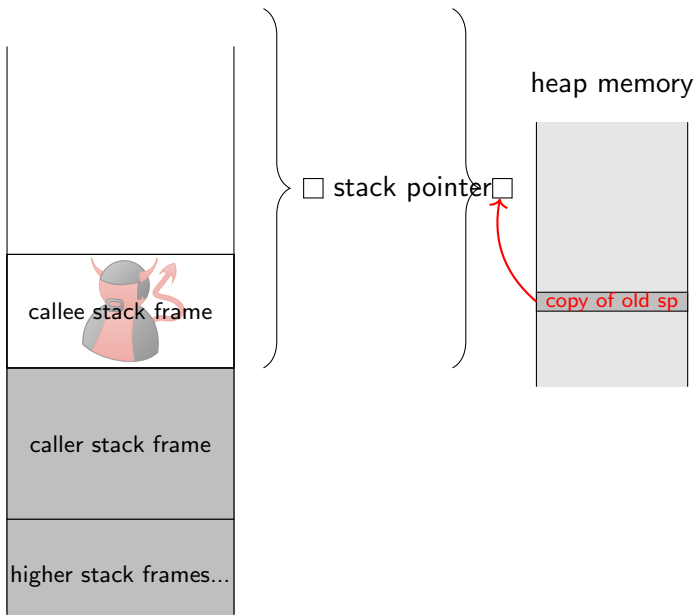 heap memory
□ stack pointer □
copy of old sp
callee stack frame
caller stack frame
higher stack frames...